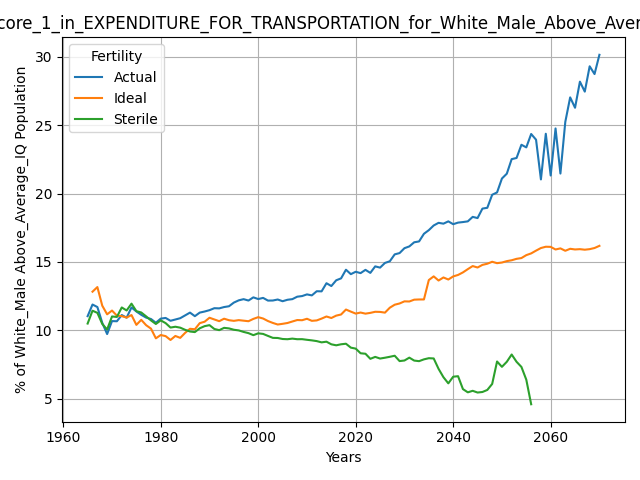 core_1_in_EXPENDITURE_FOR_TRANSPORTATION_for_White_Male_Above_Aver
Fertility
Actual
Ideal
Sterile
% of White_Male Above_Average_IQ Population
30
25
20
15
10
5
1960 1980 2000 2020 2040 2060
Years